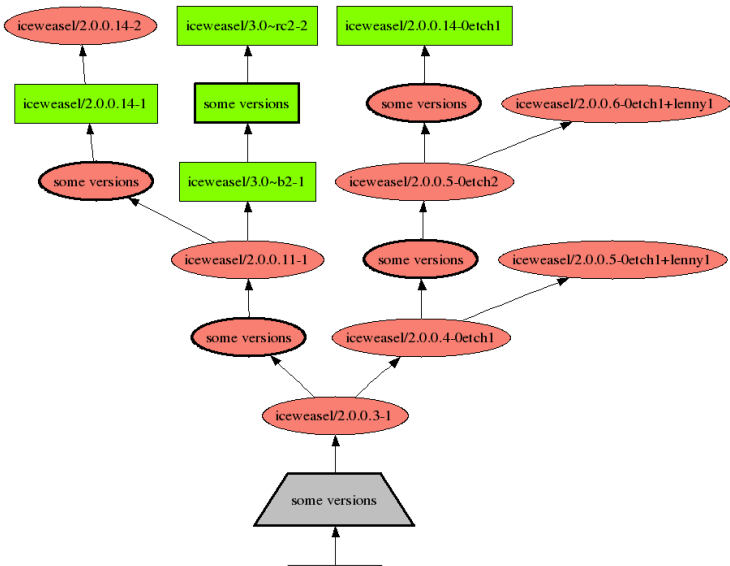 iceweasel/2.0.0.14-2
iceweasel/3.0~rc2-2
iceweasel/2.0.0.14-0etch1
iceweasel/2.0.0.14-1
some versions
some versions
iceweasel/2.0.0.6-0etch1+lenny1
some versions
iceweasel/3.0~b2-1
iceweasel/2.0.0.5-0etch2
iceweasel/2.0.0.11-1
some versions
iceweasel/2.0.0.5-0etch1+lenny1
some versions
iceweasel/2.0.0.4-0etch1
iceweasel/2.0.0.3-1
some versions